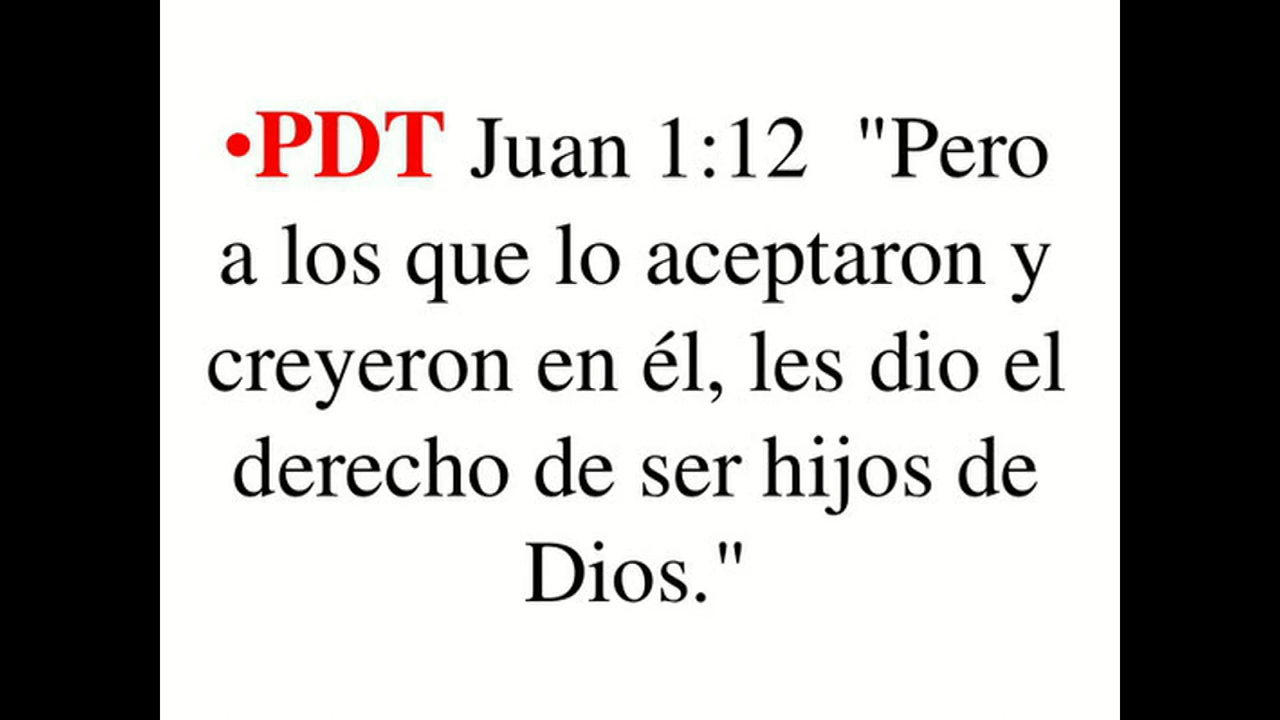 •PDT Juan 1:12  "Pero
a los que lo aceptaron y
creyeron en él, les dio el
derecho de ser hijos de
Dios."